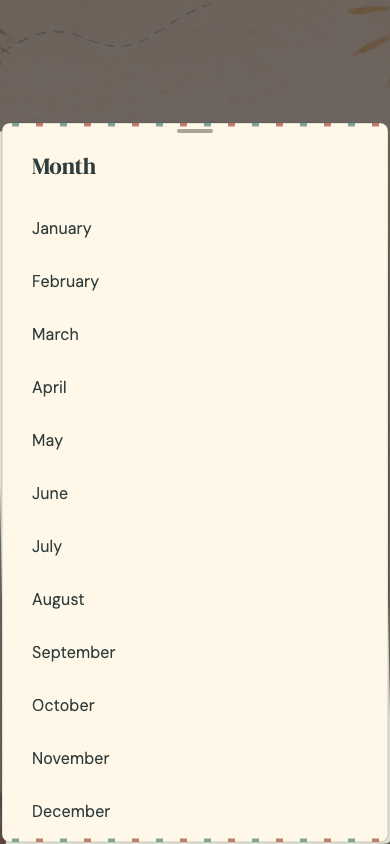 Month
January
February
March
April
May
June
July
August
September
October
November
December